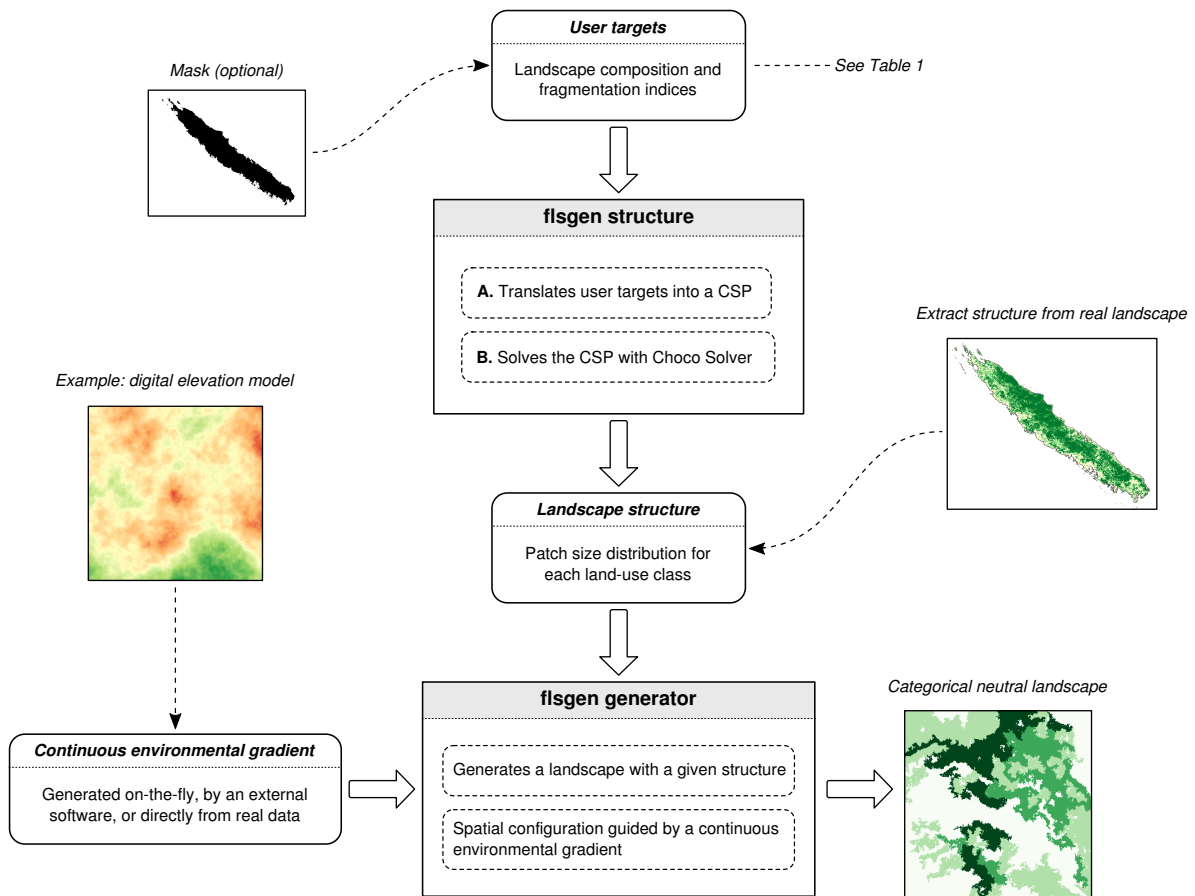 User targets
Landscape composition and
fragmentation indices
See Table 1
Mask (optional)
flsgen structure
A. Translates user targets into a CSP
B. Solves the CSP with Choco Solver
Extract structure from real landscape
Example: digital elevation model
Landscape structure
Patch size distribution for
each land-use class
flsgen generator
Generates a landscape with a given structure
Spatial configuration guided by a continuous
environmental gradient
Categorical neutral landscape
Continuous environmental gradient
Generated on-the-fly, by an external
software, or directly from real data